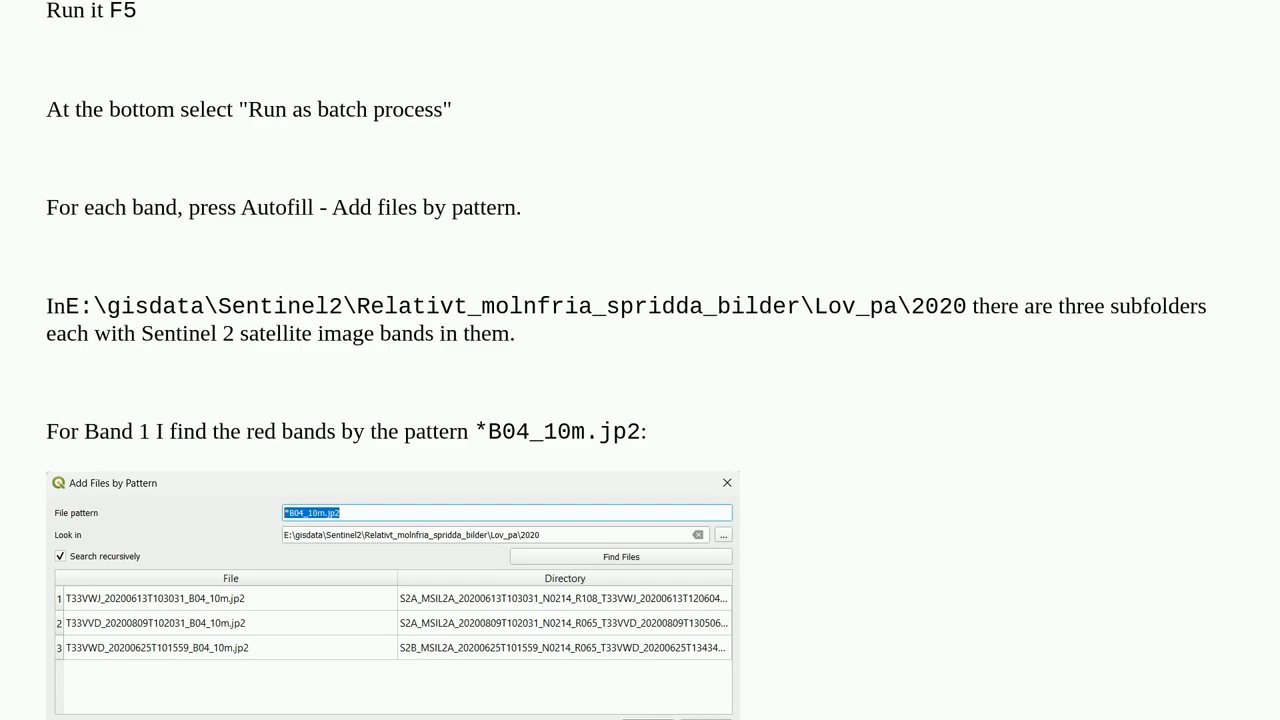 Run it F5
At the bottom select "Run as batch process"
For each band, press Autofill - Add files by pattern.
InE:\gisdata\Sentinel2\Relativt_molnfria_spridda_bilder\Lov_pa\2020 there are three subfolders
each with Sentinel 2 satellite image bands in them.
For Band 1 I find the red bands by the pattern *B04_10m.jp2:
Add Files by Pattern
File pattern *B04_10m.jp2
Look in E:\gisdata\Sentinel2\Relativt_molnfria_spridda_bilder\Lov_pa\2020 ...
Search recursively Find Files
File Directory
1 T33VWJ_20200613T103031_B04_10m.jp2 S2A_MSIL2A_20200613T103031_N0214_R108_T33VWJ_20200613T120604...
2 T33VVD_20200809T102031_B04_10m.jp2 S2A_MSIL2A_20200809T102031_N0214_R065_T33VVD_20200809T130506...
3 T33VWD_20200625T101559_B04_10m.jp2 S2B_MSIL2A_20200625T101559_N0214_R065_T33VWD_20200625T13434...